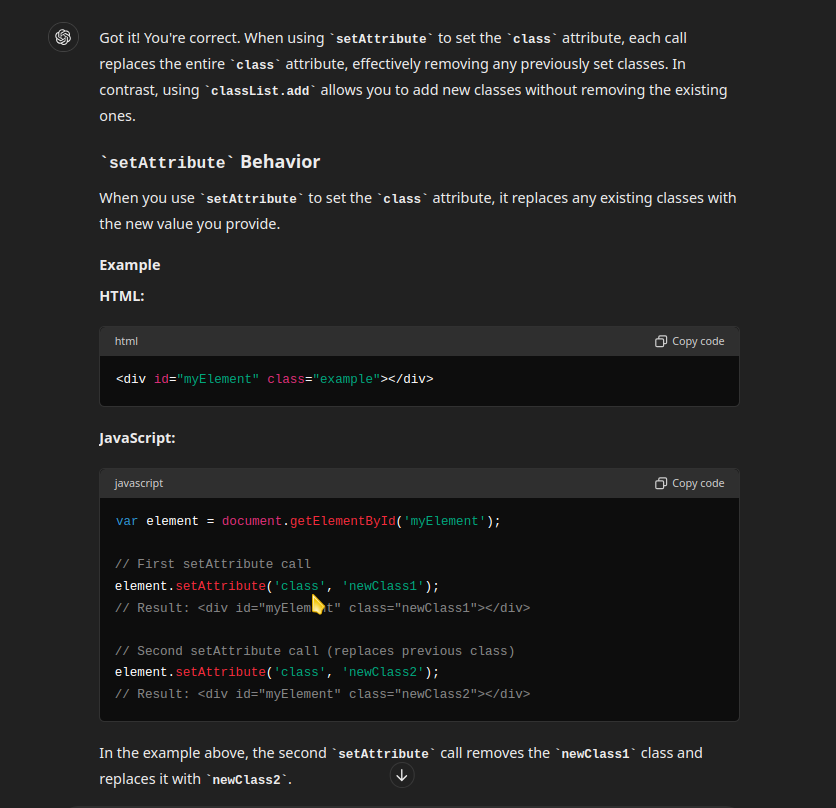 Got it! You're correct. When using `setAttribute` to set the `class` attribute, each call
replaces the entire `class` attribute, effectively removing any previously set classes. In
contrast, using `classList.add` allows you to add new classes without removing the existing
ones.
`setAttribute` Behavior
When you use `setAttribute` to set the `class` attribute, it replaces any existing classes with
the new value you provide.
Example
HTML:
html Copy code
<div id="myElement" class="example"></div>
JavaScript:
javascript Copy code
var element = document.getElementById('myElement');
// First setAttribute call
element.setAttribute('class', 'newClass1');
// Result: <div id="myElement" class="newClass1"></div>
// Second setAttribute call (replaces previous class)
element.setAttribute('class', 'newClass2');
// Result: <div id="myElement" class="newClass2"></div>
In the example above, the second `setAttribute` call removes the `newClass1` class and
replaces it with `newClass2`.